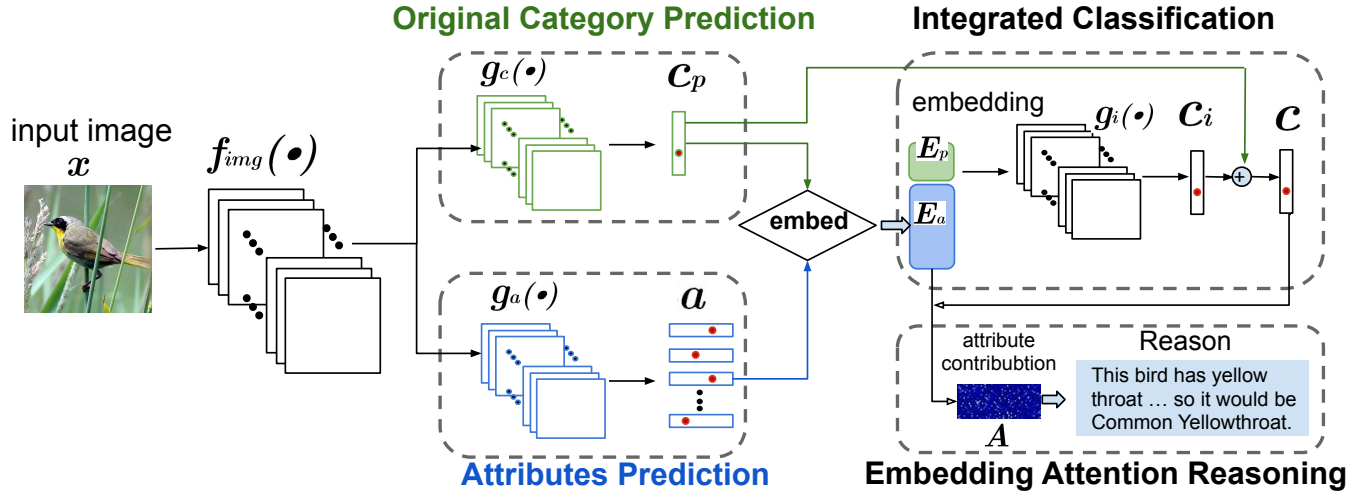 Original Category Prediction
Integrated Classification
input image
x
f_img(•)
g_c(•)
c_p
embed
embedding
E_p
E_a
g_i(•)
c_i
c
+
g_a(•)
a
attribute
contribubtion
A
Reason
This bird has yellow
throat ... so it would be
Common Yellowthroat.
Attributes Prediction
Embedding Attention Reasoning